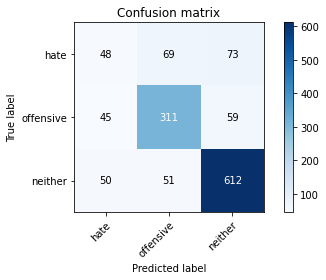 Confusion matrix
hate 48 69 73
offensive 45 311 59
neither 50 51 612
hate offensive neither
True label
Predicted label
600
500
400
300
200
100